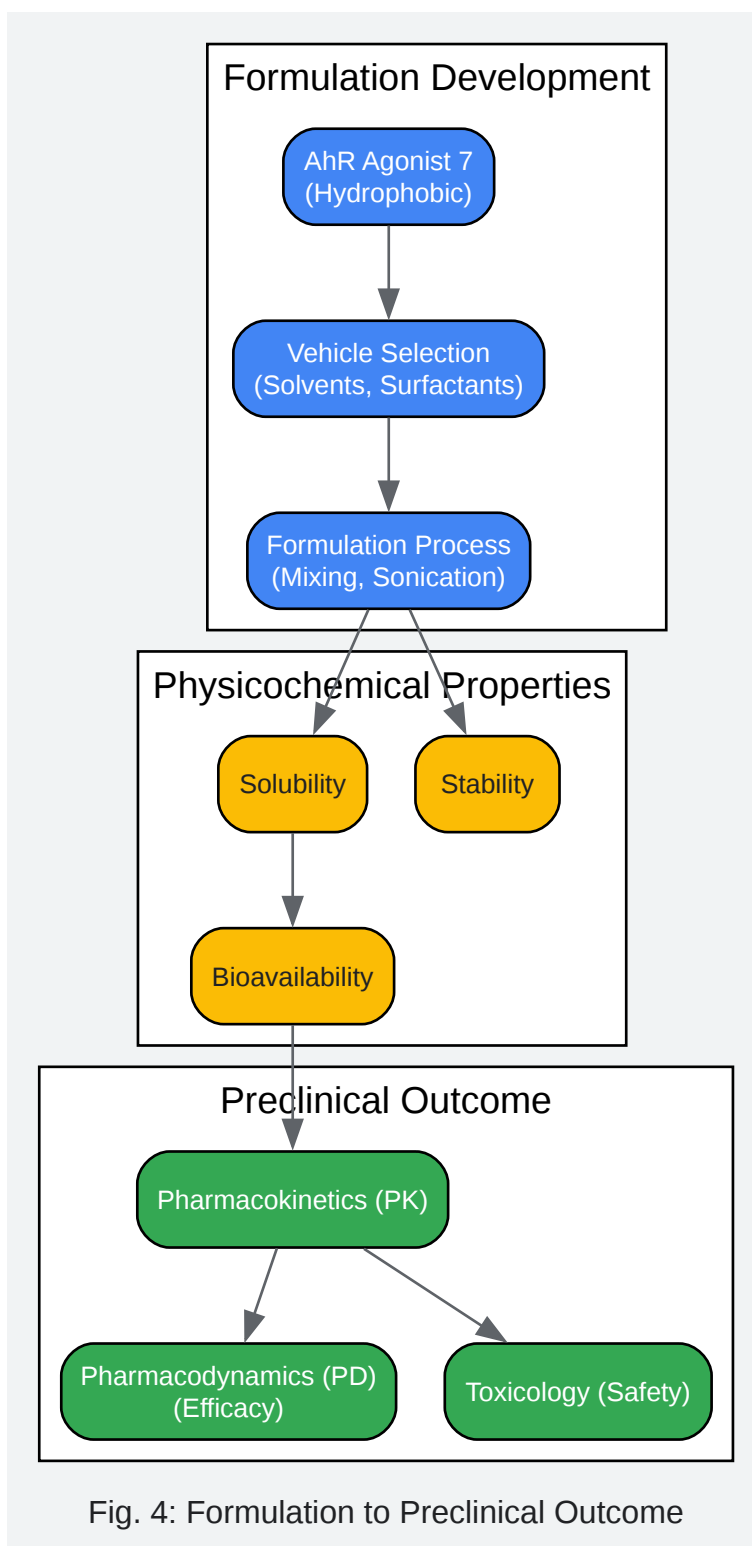 Formulation Development
AhR Agonist 7
(Hydrophobic)
Vehicle Selection
(Solvents, Surfactants)
Formulation Process
(Mixing, Sonication)
Physicochemical Properties
Solubility
Stability
Bioavailability
Preclinical Outcome
Pharmacokinetics (PK)
Pharmacodynamics (PD)
(Efficacy)
Toxicology (Safety)
Fig. 4: Formulation to Preclinical Outcome